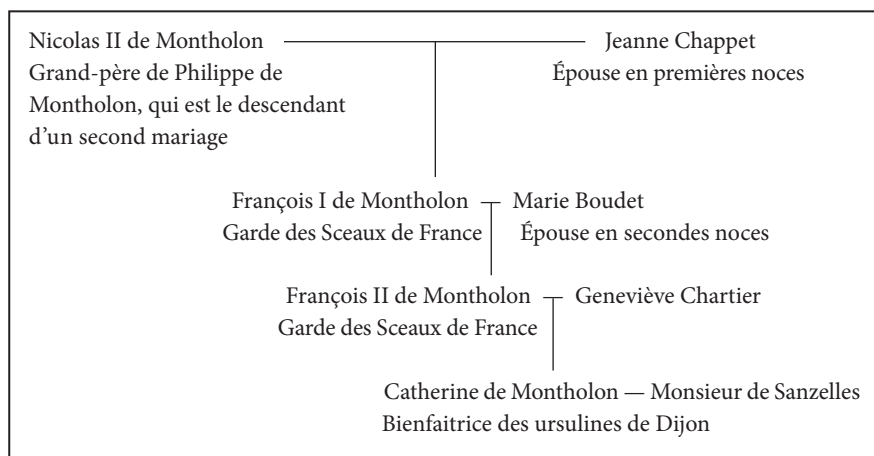 Nicolas II de Montholon
Jeanne Chappet
Grand-père de Philippe de
Épouse en premières noces
Montholon, qui est le descendant
d’un second mariage
François I de Montholon
Marie Boudet
Garde des Sceaux de France
Épouse en secondes noces
François II de Montholon
Geneviève Chartier
Garde des Sceaux de France
Catherine de Montholon — Monsieur de Sanzelles
Bienfaitrice des ursulines de Dijon